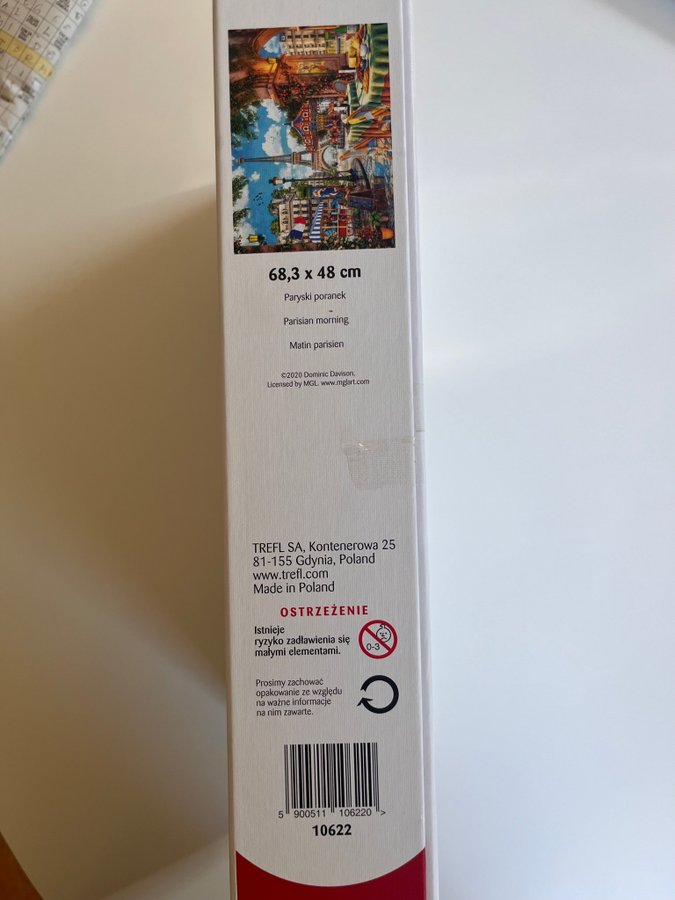 68,3 x 48 cm
Paryski poranek
Parisian morning
Matin parisien
©2020 Dominic Davison.
Licensed by MGL. www.mglart.com
TREFL SA, Kontenerowa 25
81-155 Gdynia, Poland
www.trefl.com
Made in Poland
OSTRZEŻENIE
Istnieje
ryzyko zadławienia się
małymi elementami.
0-3
Prosimy zachować
opakowanie ze względu
na ważne informacje
na nim zawarte.
5 900511 106220 >
10622